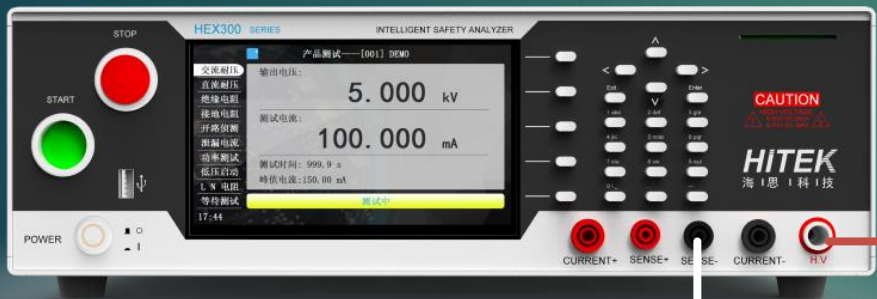 STOP
START
POWER
HEX300 SERIES
INTELLIGENT SAFETY ANALYZER
产品测试——[001] DEMO
交流耐压
直流耐压
绝缘电阻
接地电阻
开路侦测
泄漏电流
功率测试
低压启动
L N 电阻
等待测试
17:44
输出电压:
5.000 kV
测试电流:
100.000 mA
测试时间: 999.9 s
峰值电流:150.00 mA
测试中
Exit
Enter
CAUTION
HiTEK
海思科技
CURRENT+
SENSE+
SENSE-
CURRENT-
H.V